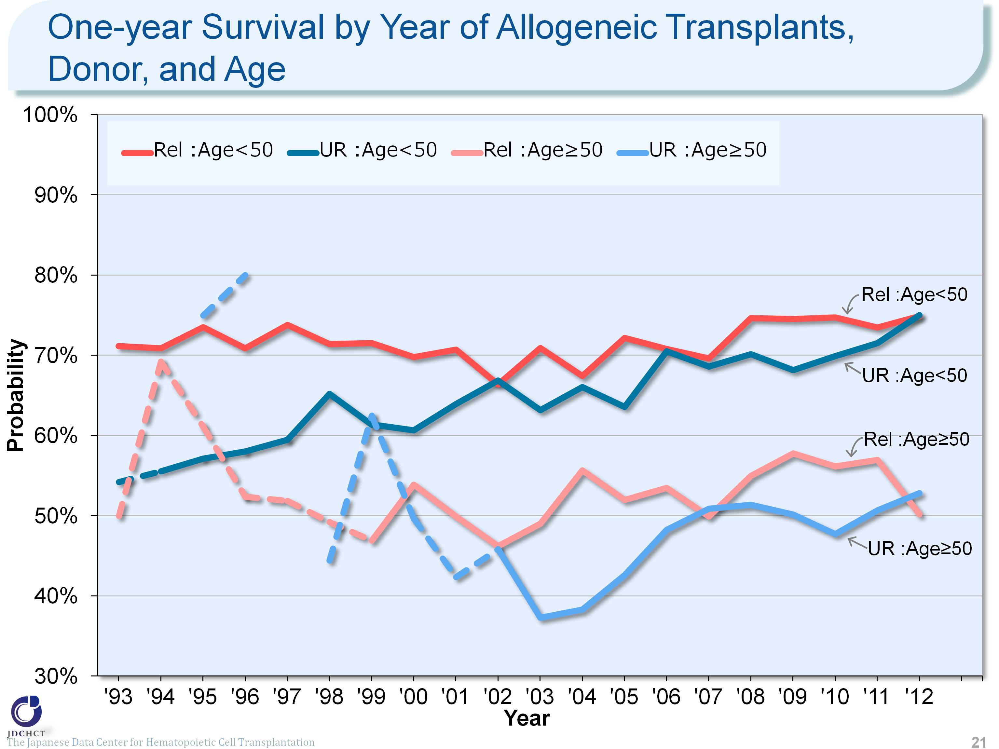 One-year Survival by Year of Allogeneic Transplants,
Donor, and Age
100%
90%
80%
70%
60%
50%
40%
30%
Probability
Rel :Age<50 UR :Age<50 Rel :Age≥50 UR :Age≥50
Rel :Age<50
UR :Age<50
Rel :Age≥50
UR :Age≥50
'93 '94 '95 '96 '97 '98 '99 '00 '01 '02 '03 '04 '05 '06 '07 '08 '09 '10 '11 '12
Year
JDCHCT
The Japanese Data Center for Hematopoietic Cell Transplantation
21